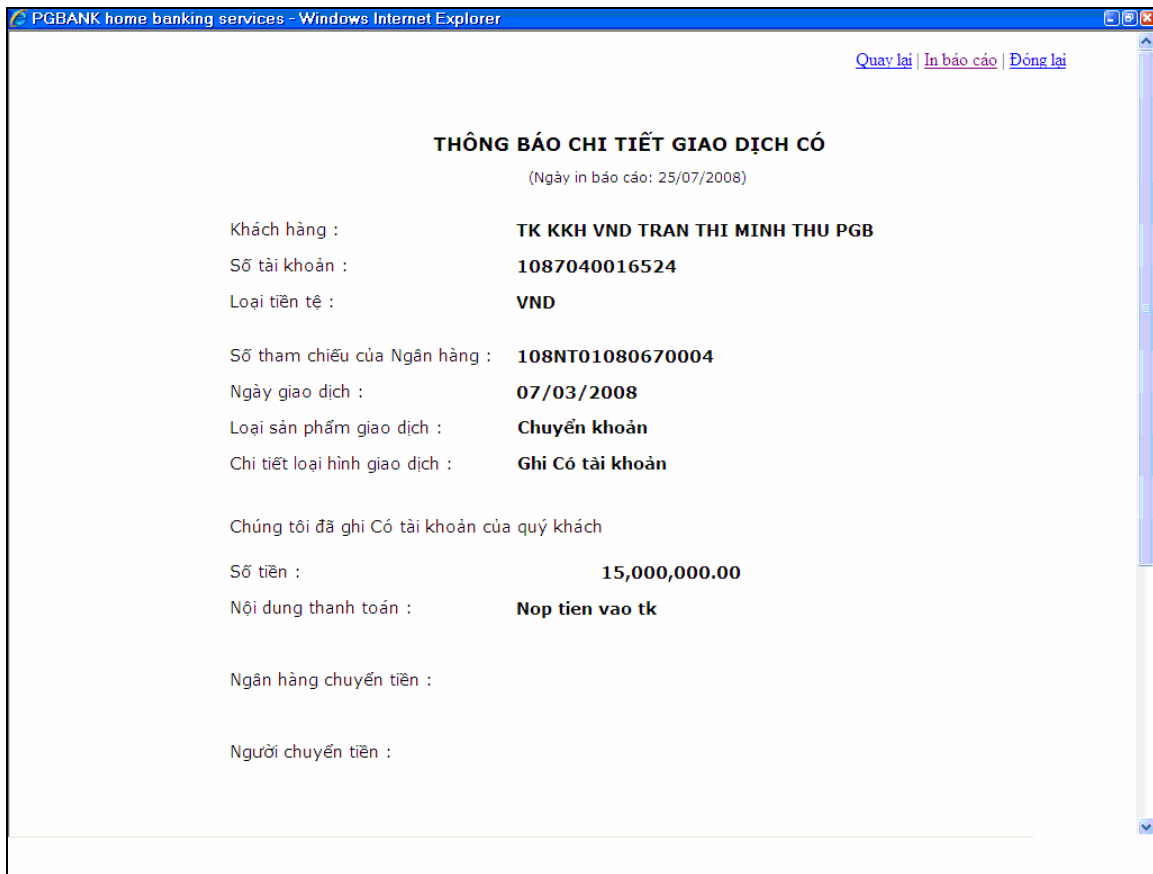 PGBANK home banking services - Windows Internet Explorer
Quay lại | In báo cáo | Đóng lại
THÔNG BÁO CHI TIẾT GIAO DỊCH CÓ
(Ngày in báo cáo: 25/07/2008)
Khách hàng : TK KKH VND TRAN THI MINH THU PGB
Số tài khoản : 1087040016524
Loại tiền tệ : VND
Số tham chiếu của Ngân hàng : 108NT01080670004
Ngày giao dịch : 07/03/2008
Loại sản phẩm giao dịch : Chuyển khoản
Chi tiết loại hình giao dịch : Ghi Có tài khoản
Chúng tôi đã ghi Có tài khoản của quý khách
Số tiền : 15,000,000.00
Nội dung thanh toán : Nop tien vao tk
Ngân hàng chuyển tiền :
Người chuyển tiền :